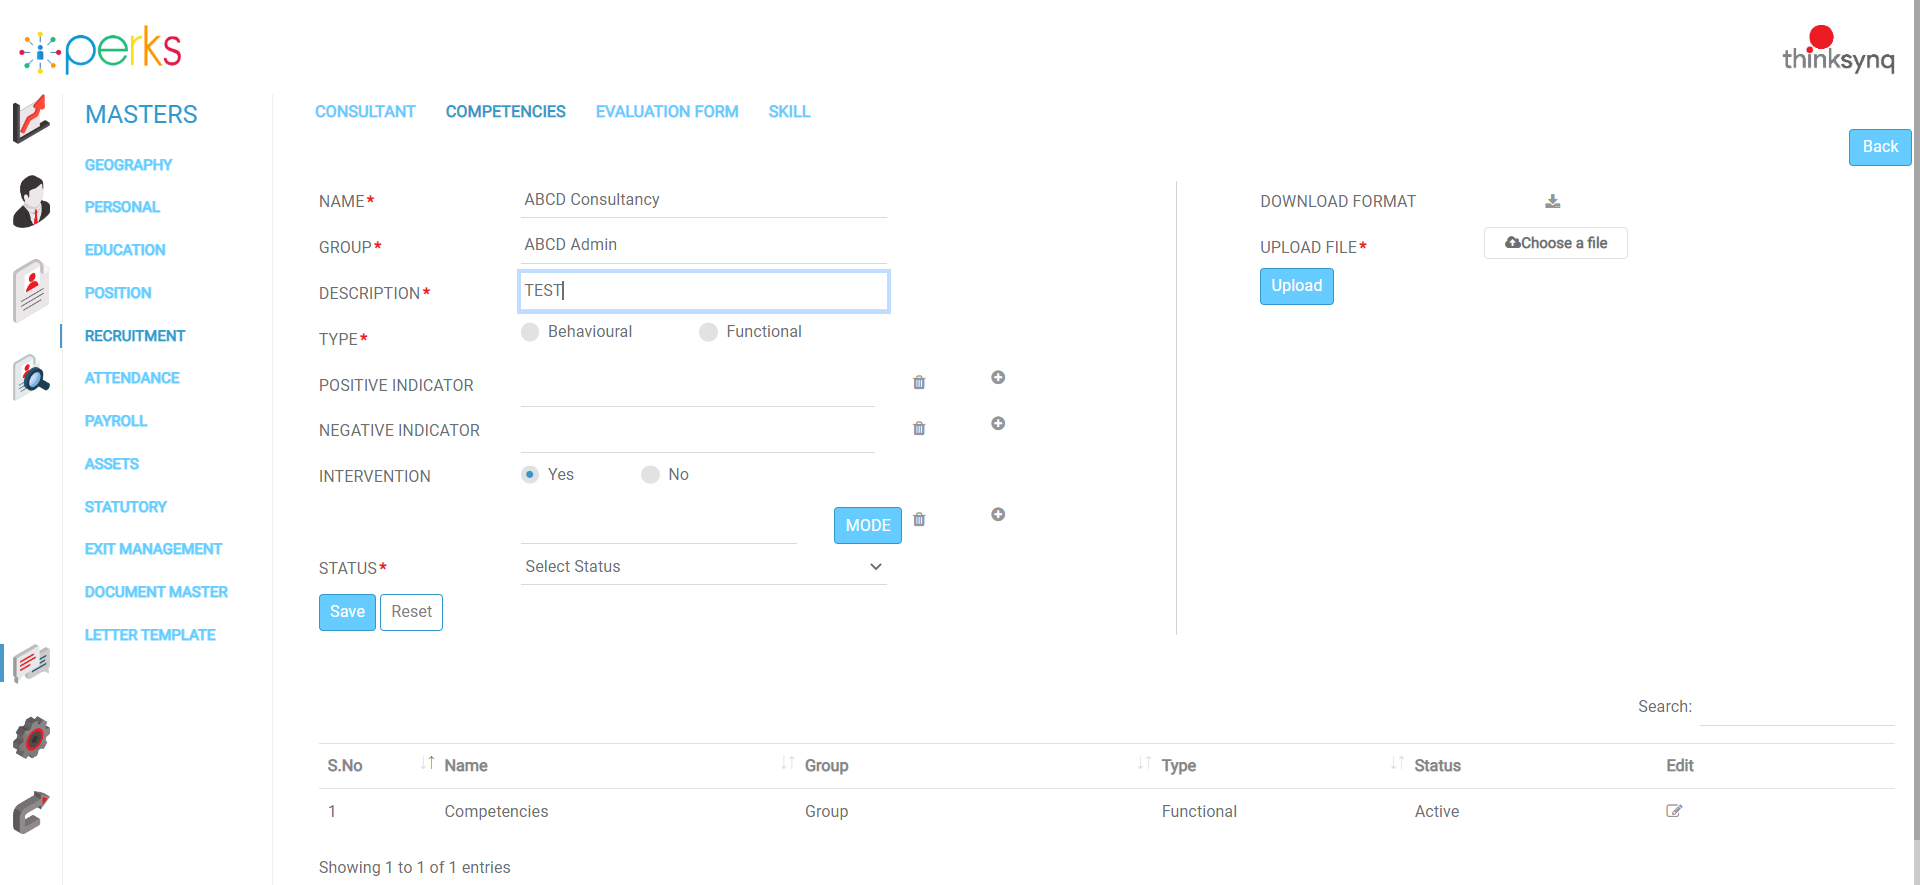 perks
thinksynq
MASTERS
GEOGRAPHY
PERSONAL
EDUCATION
POSITION
RECRUITMENT
ATTENDANCE
PAYROLL
ASSETS
STATUTORY
EXIT MANAGEMENT
DOCUMENT MASTER
LETTER TEMPLATE
CONSULTANT COMPETENCIES EVALUATION FORM SKILL
Back
NAME* ABCD Consultancy
GROUP* ABCD Admin
DESCRIPTION* TEST
TYPE* Behavioural Functional
POSITIVE INDICATOR
NEGATIVE INDICATOR
INTERVENTION Yes No
MODE
STATUS* Select Status
Save Reset
DOWNLOAD FORMAT
UPLOAD FILE* Choose a file
Upload
Search:
S.No Name Group Type Status Edit
1 Competencies Group Functional Active
Showing 1 to 1 of 1 entries